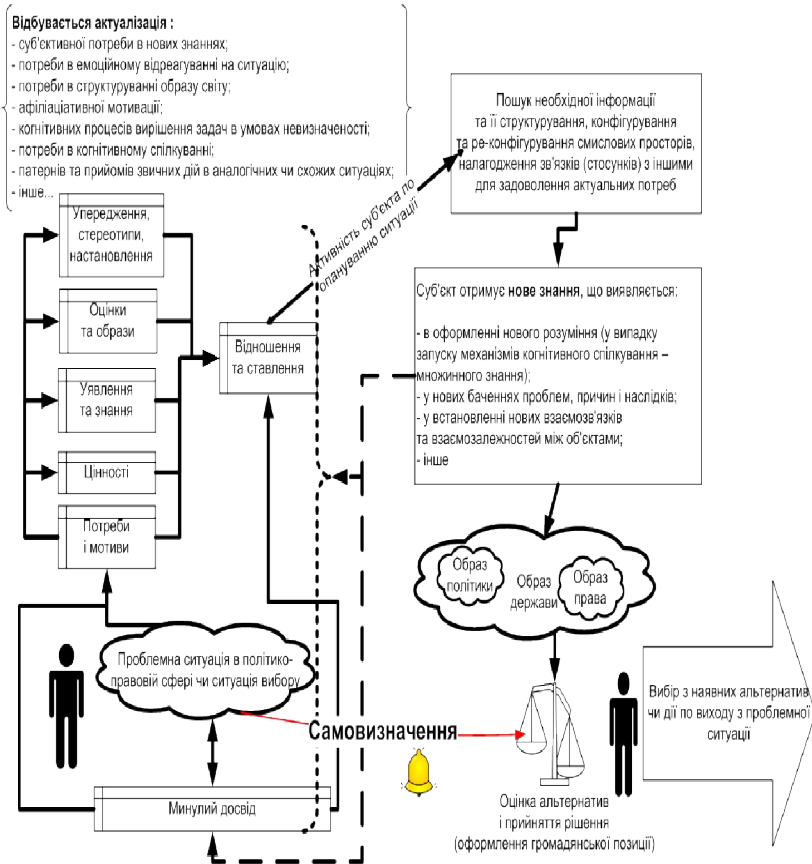 Відбувається актуалізація :
- суб'єктивної потреби в нових знаннях;
- потреби в емоційному відреагуванні на ситуацію;
- потреби в структуруванні образу світу;
- афіліаціативної мотивації;
- когнітивних процесів вирішення задач в умовах невизначеності;
- потреби в когнітивному спілкуванні;
- патернів та прийомів звичних дій в аналогічних чи схожих ситуаціях;
- інше...
Упередження,
стереотипи,
настановлення
Оцінки
та образи
Уявлення
та знання
Цінності
Потреби
і мотиви
Відношення
та ставлення
Активність суб'єкта по
опануванню ситуації
Пошук необхідної інформації
та її структурування, конфігурування
та ре-конфігурування смислових просторів,
налагодження зв'язків (стосунків) з іншими
для задоволення актуальних потреб
Суб'єкт отримує нове знання, що виявляється:
- в оформленні нового розуміння (у випадку
запуску механізмів когнітивного спілкування –
множинного знання);
- у нових баченнях проблем, причин і наслідків;
- у встановленні нових взаємозв'язків
та взаємозалежностей між об'єктами;
- інше
Образ
політики
Образ
держави
Образ
права
Проблемна ситуація в політико-
правовій сфері чи ситуація вибору
Самовизначення
Минулий досвід
Оцінка альтернатив
і прийняття рішення
(оформлення громадянської позиції)
Вибір з наявних альтернатив
чи дії по виходу з проблемної
ситуації